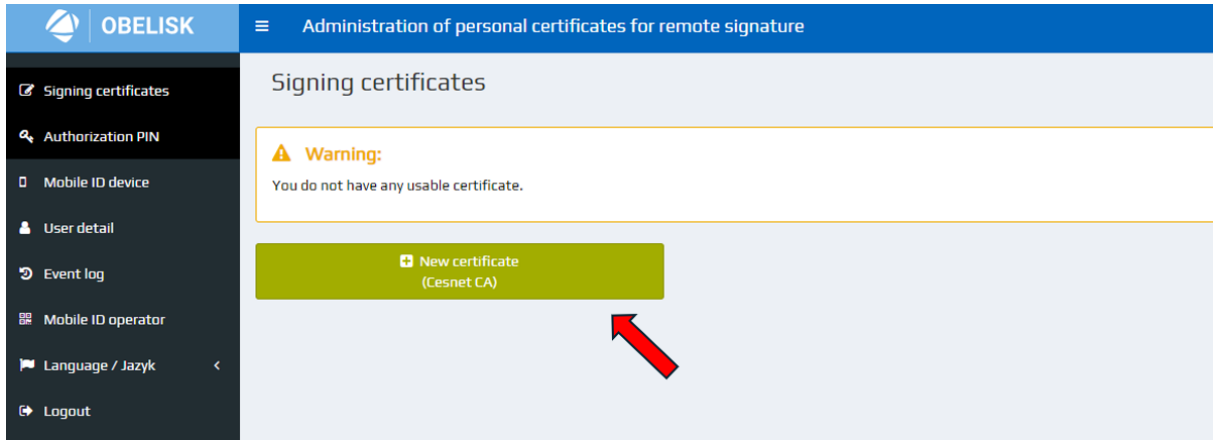 OBELISK
Administration of personal certificates for remote signature
Signing certificates
Authorization PIN
Mobile ID device
User detail
Event log
Mobile ID operator
Language / Jazyk
Logout
Signing certificates
Warning:
You do not have any usable certificate.
New certificate
(Cesnet CA)